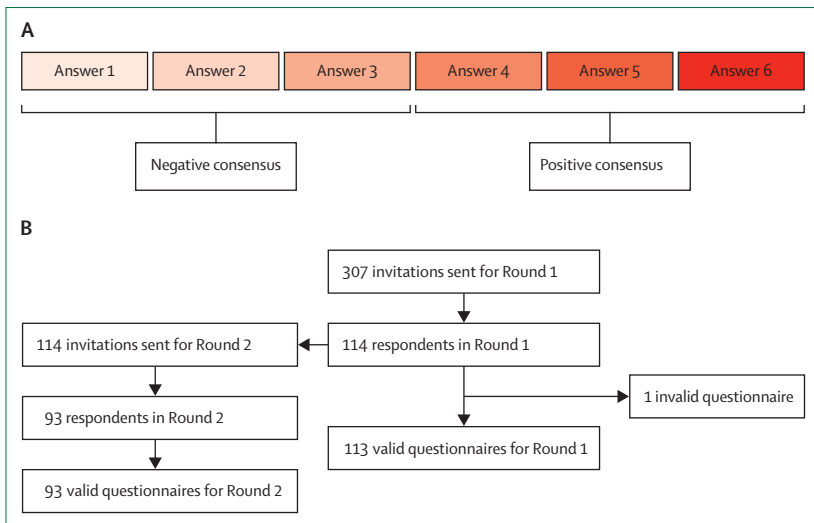 A
Answer 1
Answer 2
Answer 3
Answer 4
Answer 5
Answer 6
Negative consensus
Positive consensus
B
307 invitations sent for Round 1
114 invitations sent for Round 2
114 respondents in Round 1
93 respondents in Round 2
1 invalid questionnaire
113 valid questionnaires for Round 1
93 valid questionnaires for Round 2